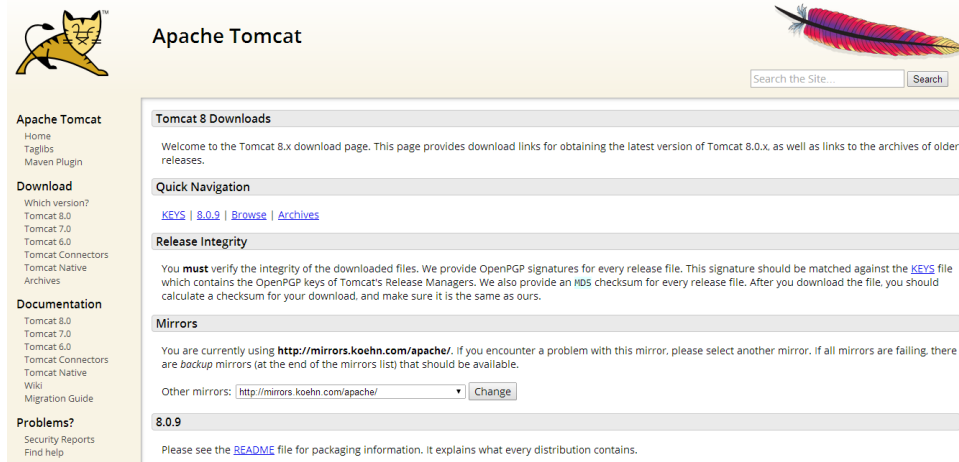 TM
Apache Tomcat
Search the Site...
Search
Apache Tomcat
Home
Taglibs
Maven Plugin
Download
Which version?
Tomcat 8.0
Tomcat 7.0
Tomcat 6.0
Tomcat Connectors
Tomcat Native
Archives
Documentation
Tomcat 8.0
Tomcat 7.0
Tomcat 6.0
Tomcat Connectors
Tomcat Native
Wiki
Migration Guide
Problems?
Security Reports
Find help
Tomcat 8 Downloads
Welcome to the Tomcat 8.x download page. This page provides download links for obtaining the latest version of Tomcat 8.0.x, as well as links to the archives of older
releases.
Quick Navigation
KEYS | 8.0.9 | Browse | Archives
Release Integrity
You must verify the integrity of the downloaded files. We provide OpenPGP signatures for every release file. This signature should be matched against the KEYS file
which contains the OpenPGP keys of Tomcat's Release Managers. We also provide an MD5 checksum for every release file. After you download the file, you should
calculate a checksum for your download, and make sure it is the same as ours.
Mirrors
You are currently using http://mirrors.koehn.com/apache/. If you encounter a problem with this mirror, please select another mirror. If all mirrors are failing, there
are backup mirrors (at the end of the mirrors list) that should be available.
Other mirrors: http://mirrors.koehn.com/apache/ Change
8.0.9
Please see the README file for packaging information. It explains what every distribution contains.